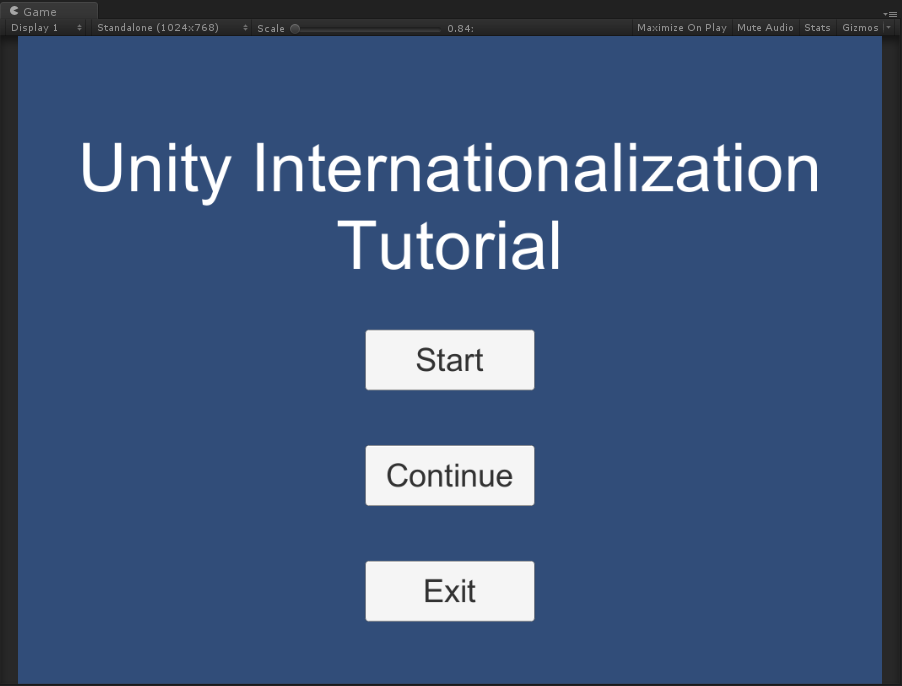 Game
Display 1 Standalone (1024x768) Scale 0.84: Maximize On Play Mute Audio Stats Gizmos
Unity Internationalization
Tutorial
Start
Continue
Exit